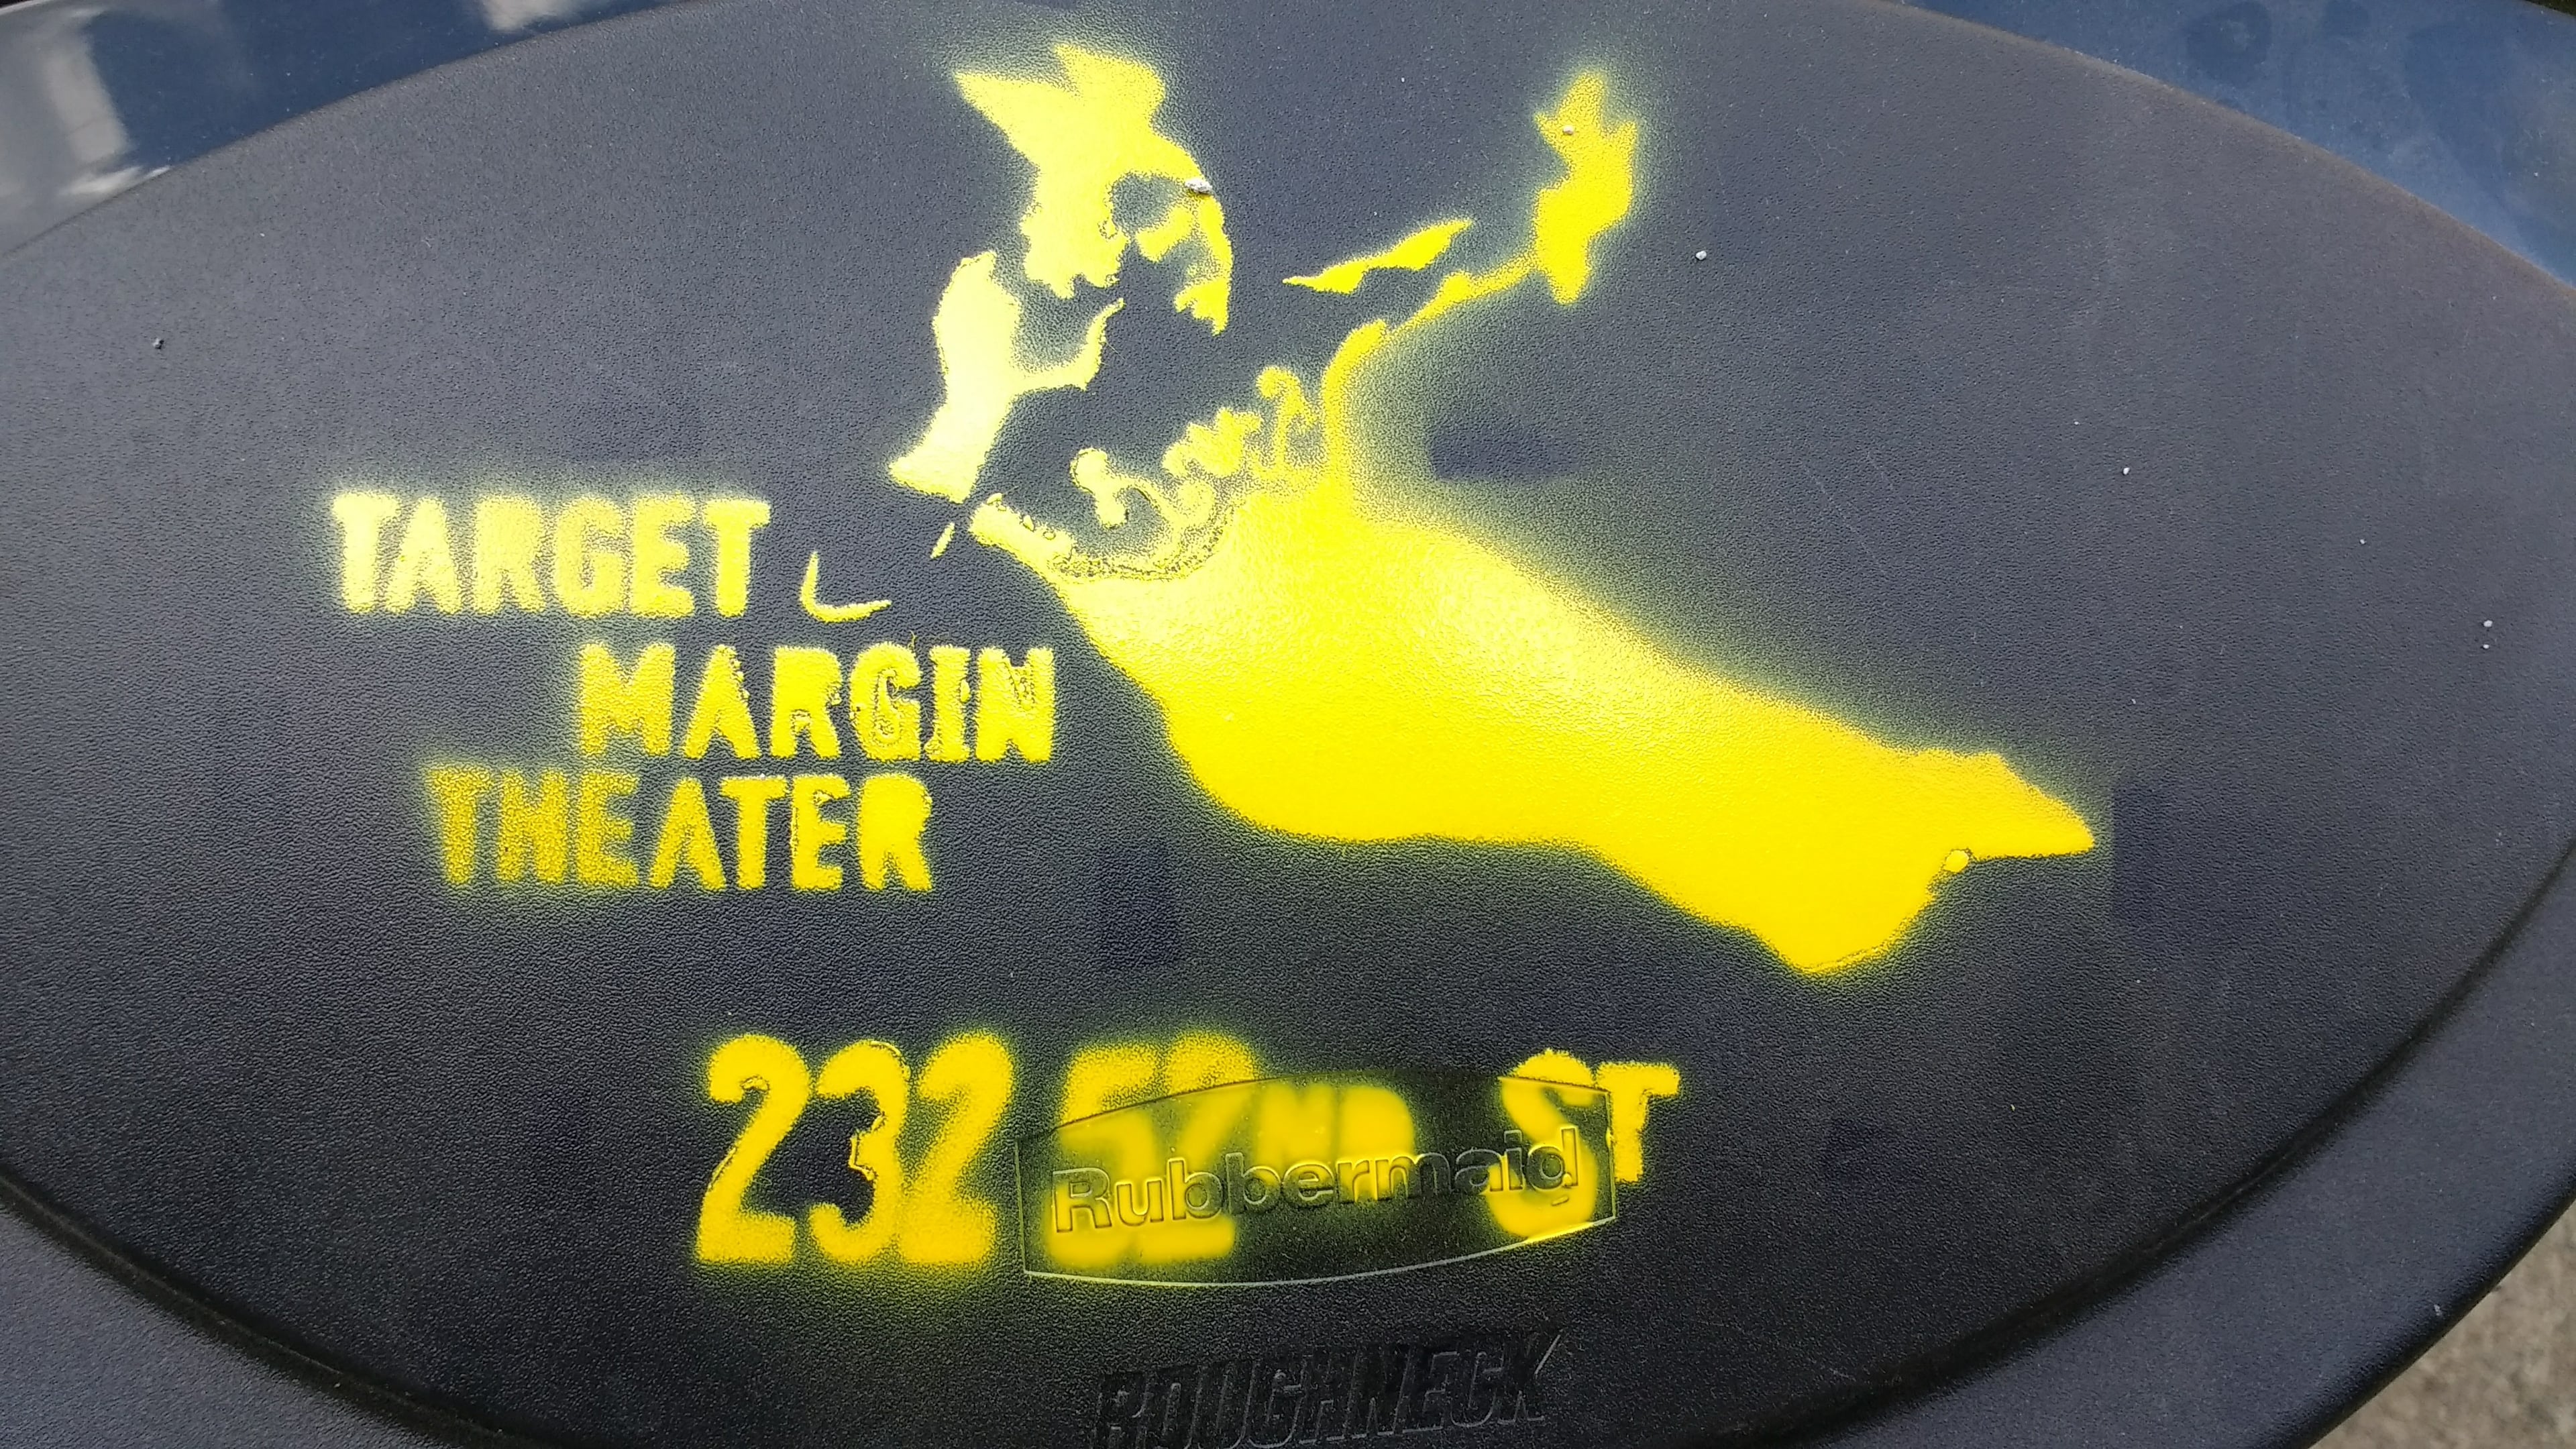 TARGET
MARGIN
THEATER
232 52ND ST
Rubbermaid
ROUGHNECK